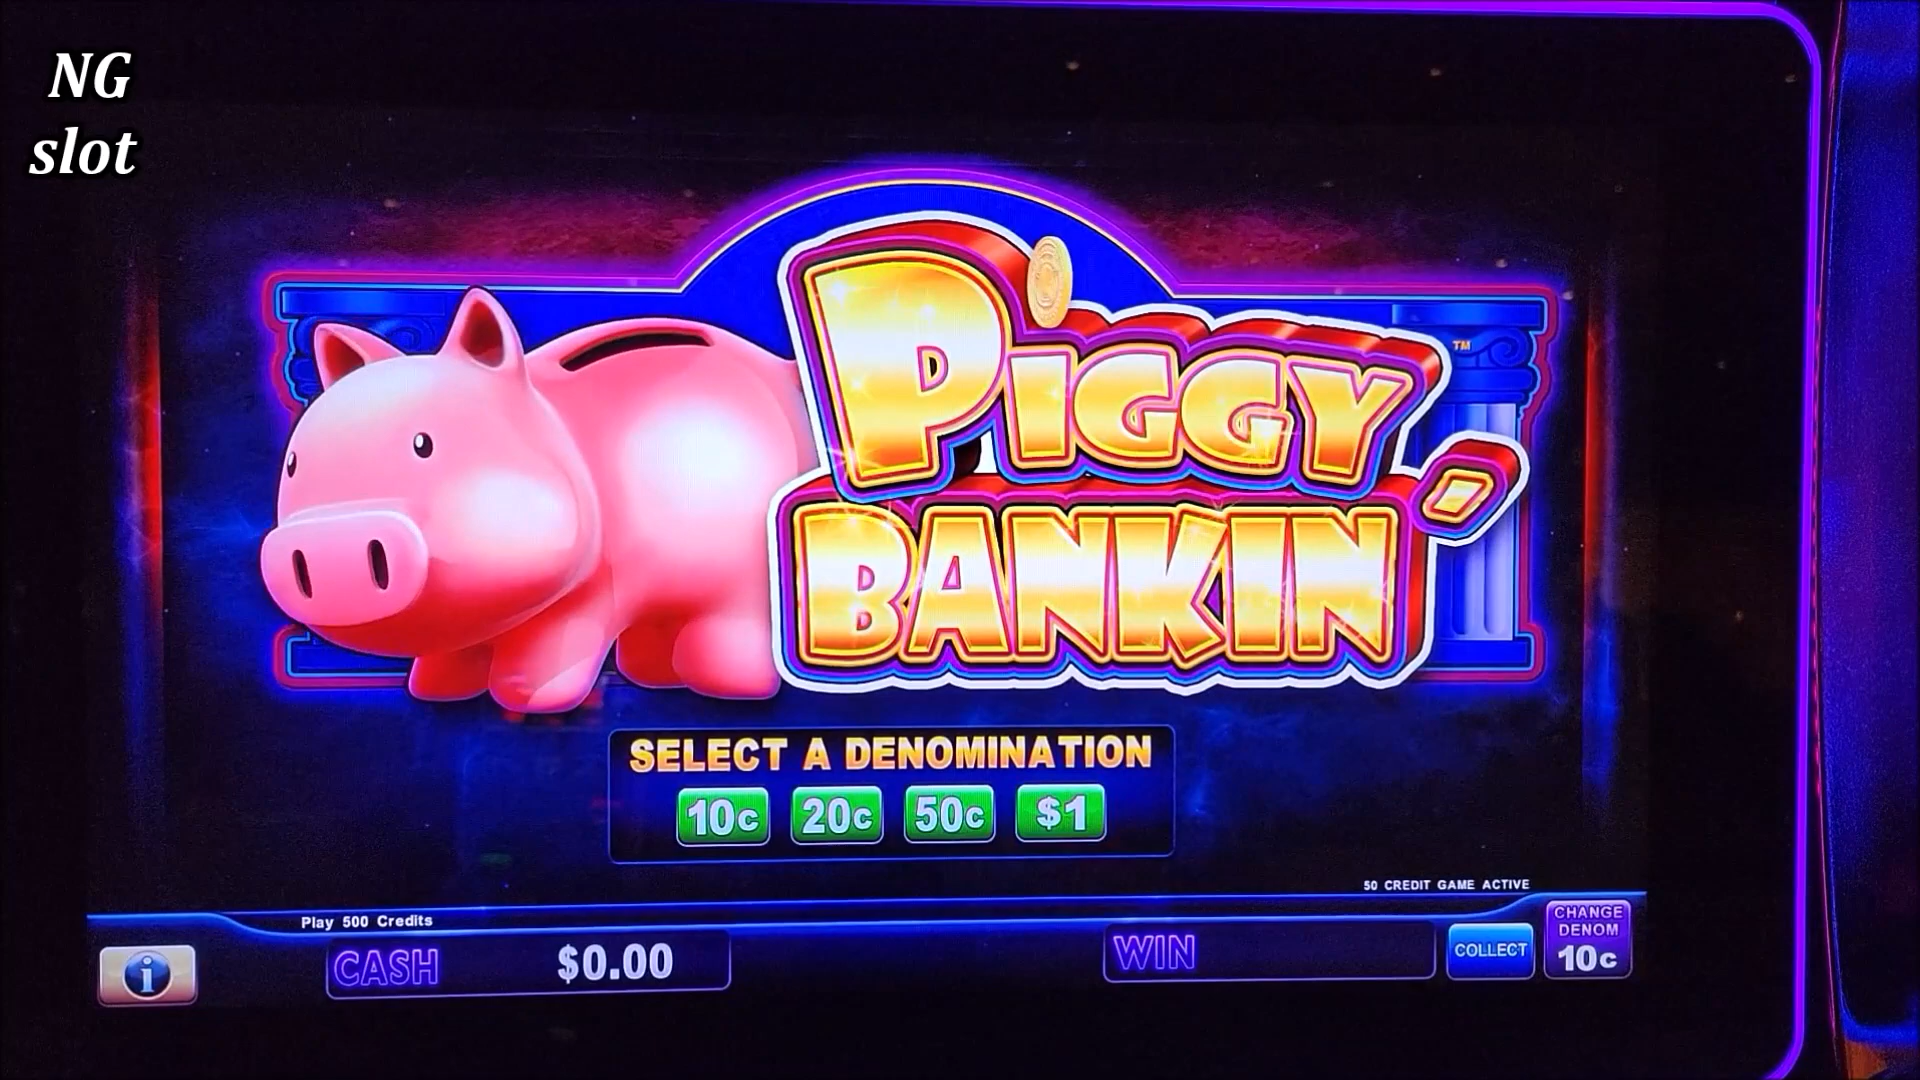 NG
slot
PIGGY
BANKIN'
™
SELECT A DENOMINATION
10c 20c 50c $1
50 CREDIT GAME ACTIVE
Play 500 Credits
CASH $0.00
WIN
COLLECT
CHANGE
DENOM
10c